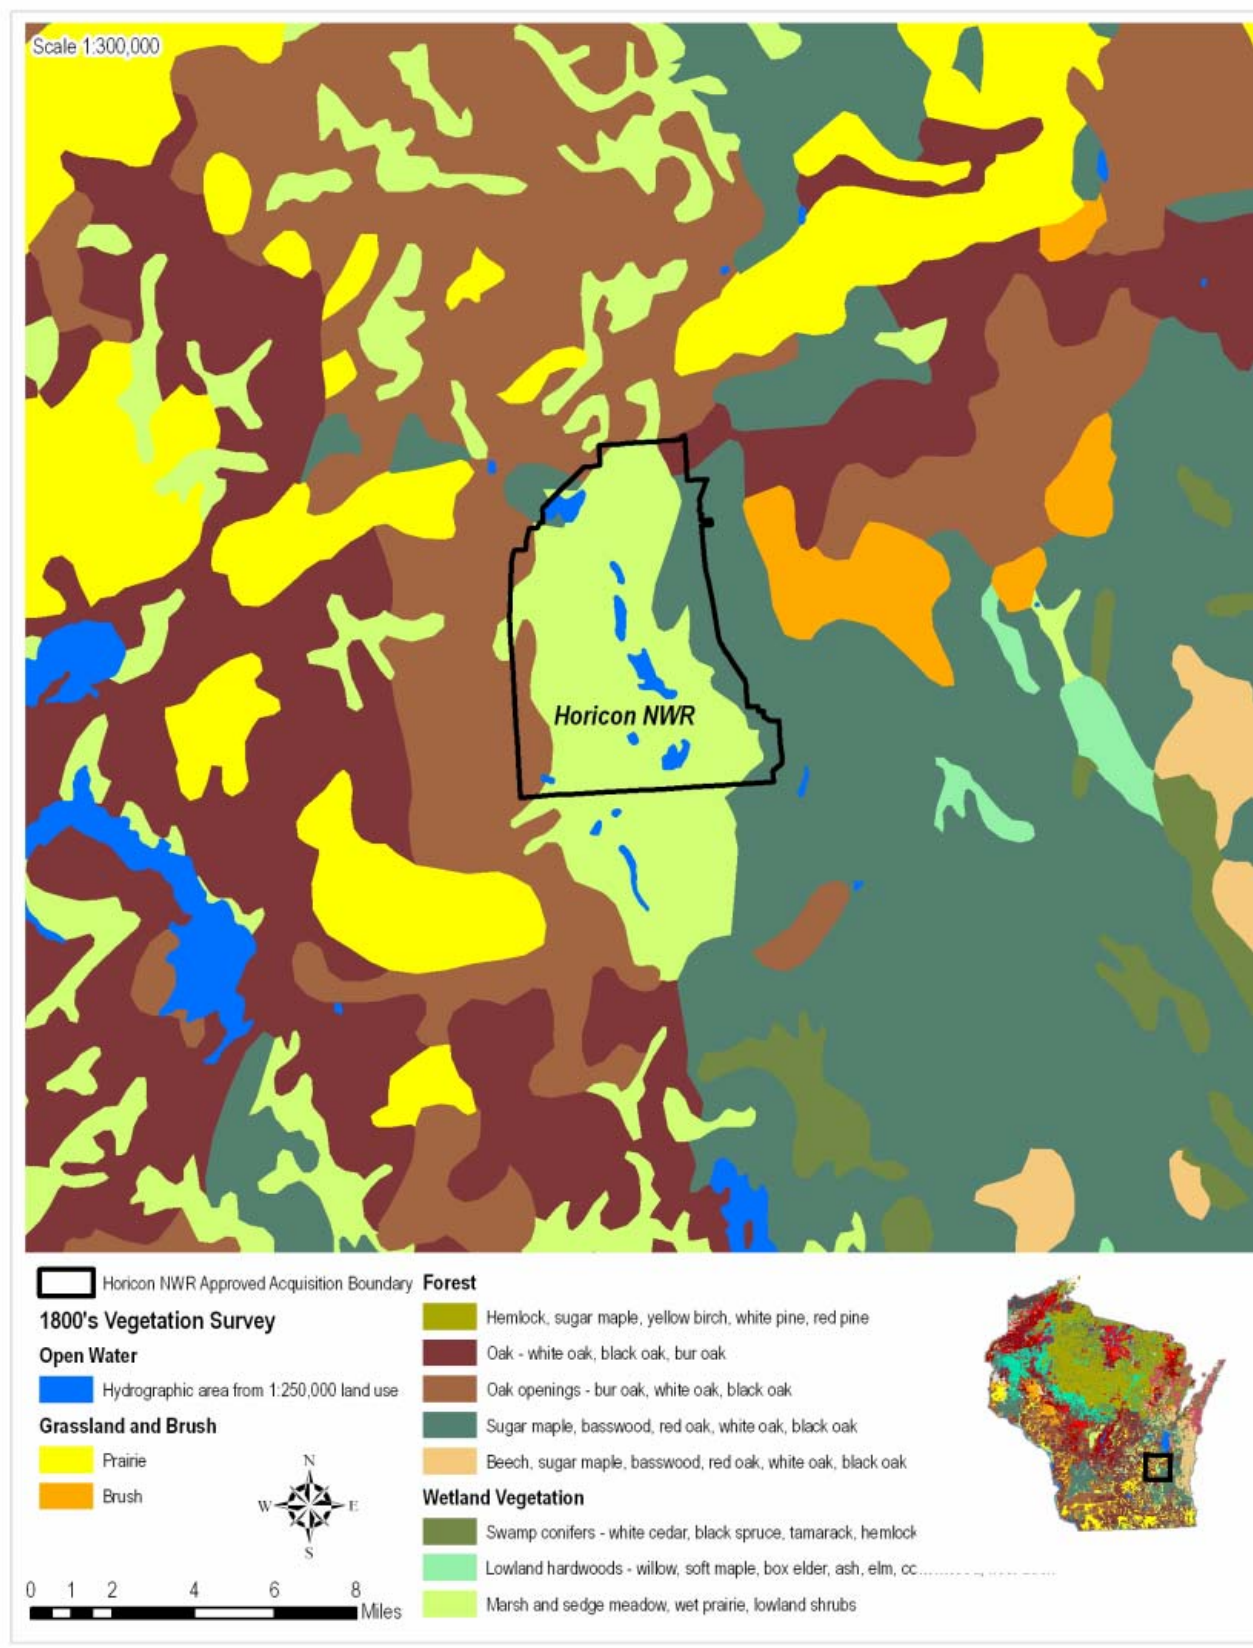 Scale 1:300,000
Horicon NWR
Horicon NWR Approved Acquisition Boundary
1800's Vegetation Survey
Open Water
Hydrographic area from 1:250,000 land use
Grassland and Brush
Prairie
Brush
N
W E
S
0 1 2 4 6 8
Miles
Forest
Hemlock, sugar maple, yellow birch, white pine, red pine
Oak - white oak, black oak, bur oak
Oak openings - bur oak, white oak, black oak
Sugar maple, basswood, red oak, white oak, black oak
Beech, sugar maple, basswood, red oak, white oak, black oak
Wetland Vegetation
Swamp conifers - white cedar, black spruce, tamarack, hemlock
Lowland hardwoods - willow, soft maple, box elder, ash, elm,
Marsh and sedge meadow, wet prairie, lowland shrubs